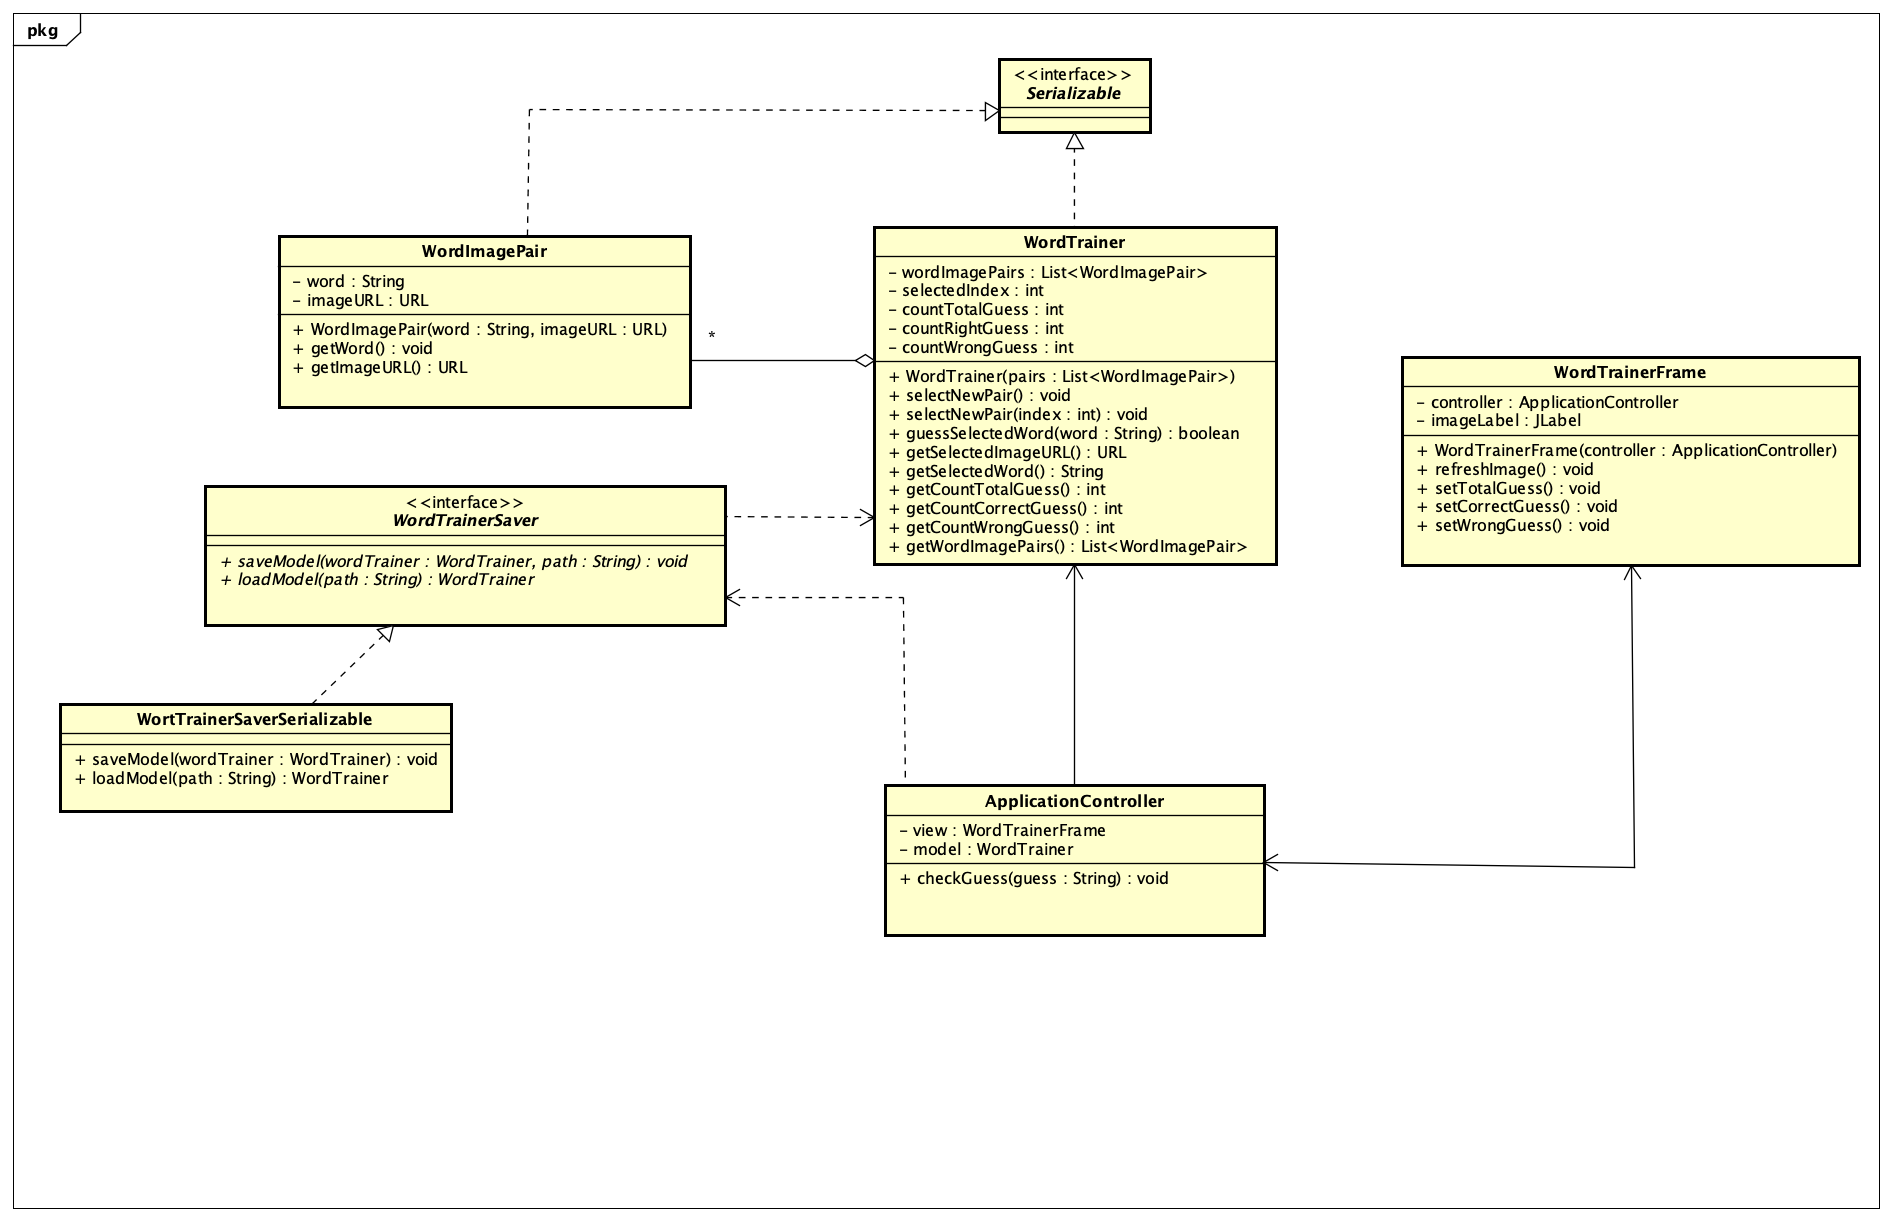 pkg
<<interface>>
Serializable
WordImagePair
- word : String
- imageURL : URL
+ WordImagePair(word : String, imageURL : URL)
+ getWord() : void
+ getImageURL() : URL
*
WordTrainer
- wordImagePairs : List<WordImagePair>
- selectedIndex : int
- countTotalGuess : int
- countRightGuess : int
- countWrongGuess : int
+ WordTrainer(pairs : List<WordImagePair>)
+ selectNewPair() : void
+ selectNewPair(index : int) : void
+ guessSelectedWord(word : String) : boolean
+ getSelectedImageURL() : URL
+ getSelectedWord() : String
+ getCountTotalGuess() : int
+ getCountCorrectGuess() : int
+ getCountWrongGuess() : int
+ getWordImagePairs() : List<WordImagePair>
WordTrainerFrame
- controller : ApplicationController
- imageLabel : JLabel
+ WordTrainerFrame(controller : ApplicationController)
+ refreshImage() : void
+ setTotalGuess() : void
+ setCorrectGuess() : void
+ setWrongGuess() : void
<<interface>>
WordTrainerSaver
+ saveModel(wordTrainer : WordTrainer, path : String) : void
+ loadModel(path : String) : WordTrainer
WortTrainerSaverSerializable
+ saveModel(wordTrainer : WordTrainer) : void
+ loadModel(path : String) : WordTrainer
ApplicationController
- view : WordTrainerFrame
- model : WordTrainer
+ checkGuess(guess : String) : void